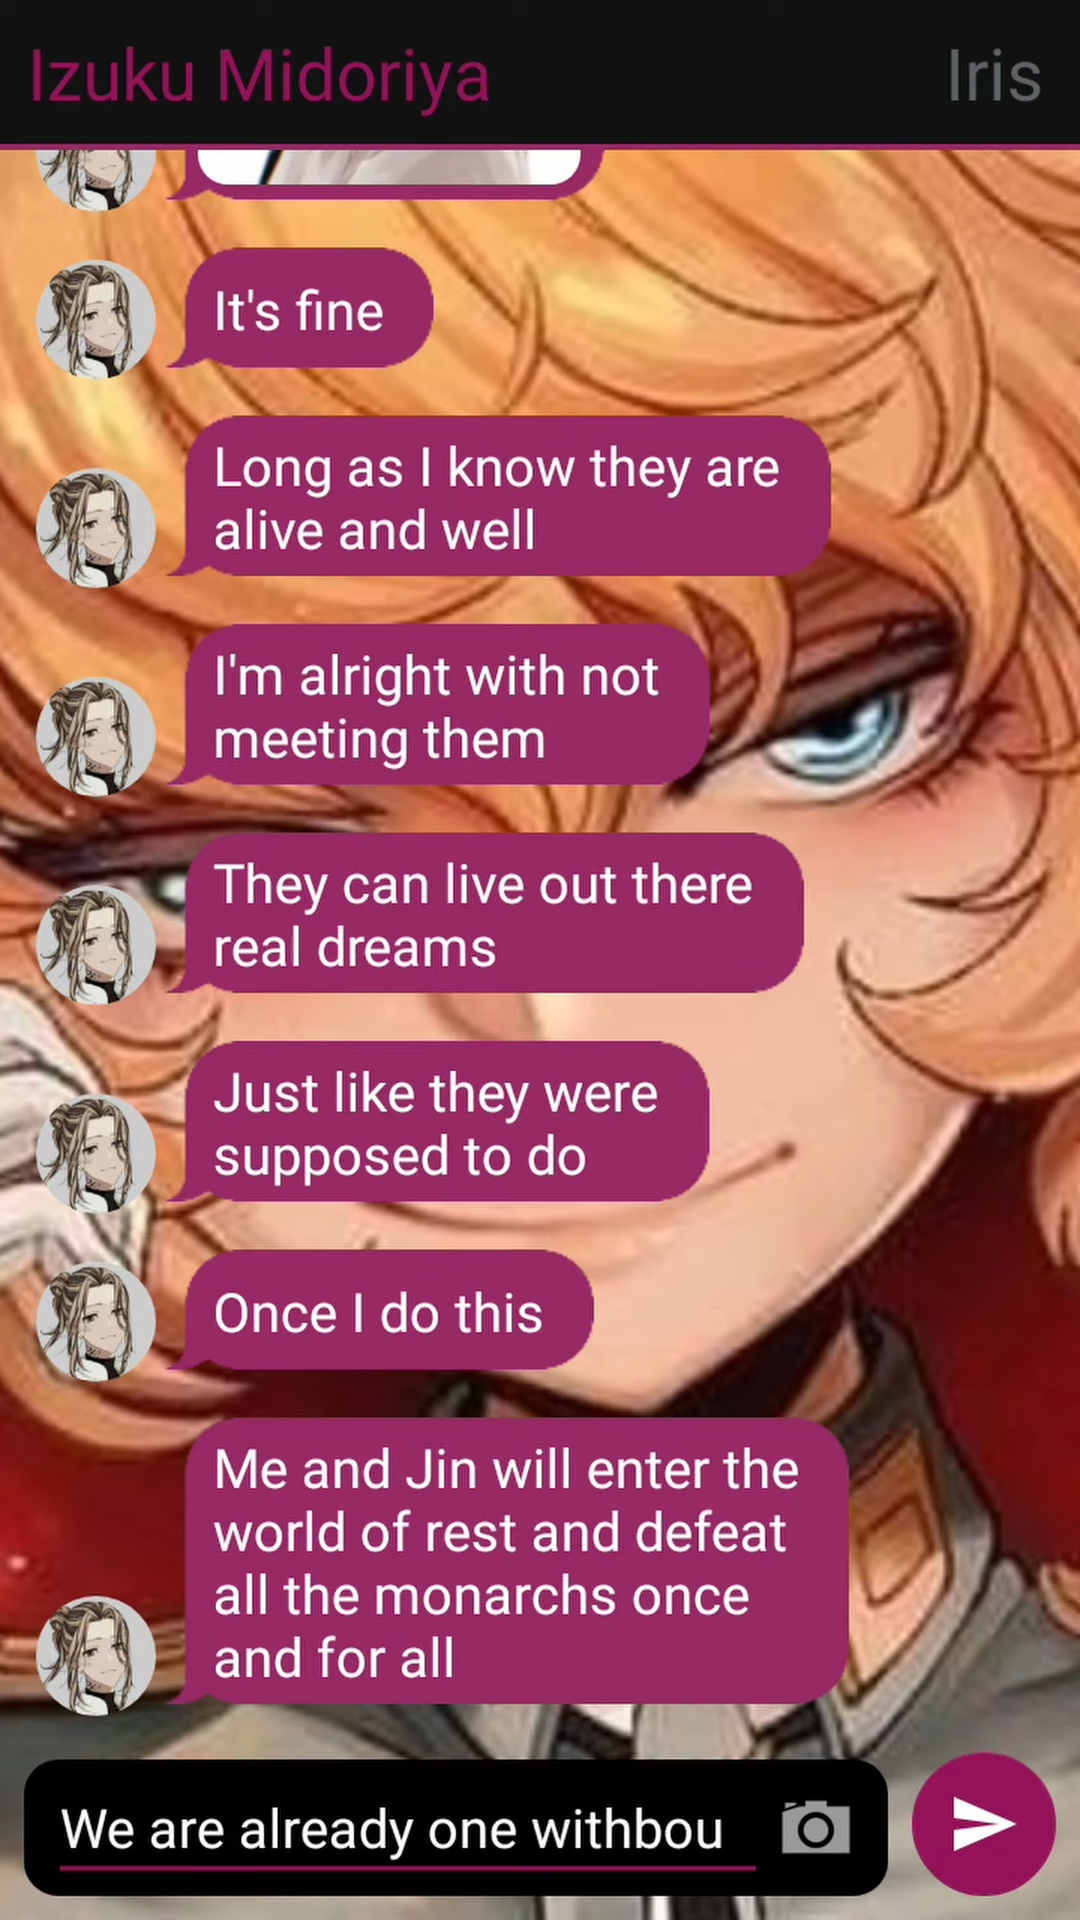 Izuku Midoriya
Iris
It's fine
Long as I know they are
alive and well
I'm alright with not
meeting them
They can live out there
real dreams
Just like they were
supposed to do
Once I do this
Me and Jin will enter the
world of rest and defeat
all the monarchs once
and for all
We are already one withbou